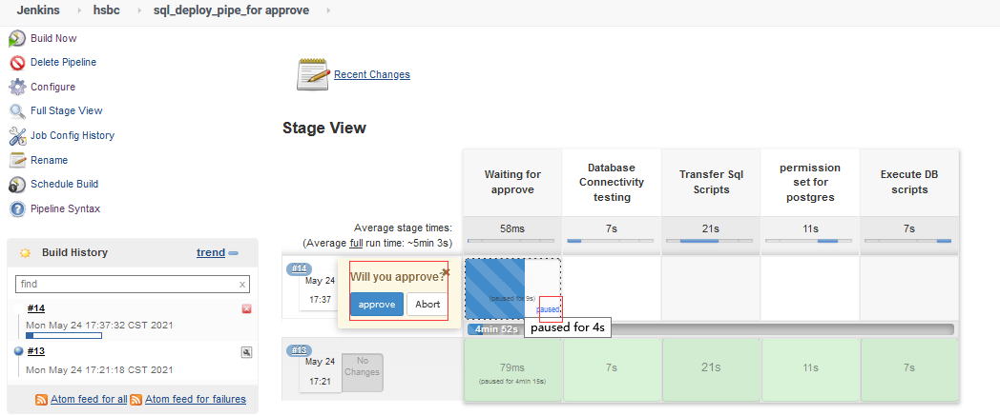 Jenkins hsbc sql_deploy_pipe_for approve
Build Now
Delete Pipeline
Configure
Full Stage View
Job Config History
Rename
Schedule Build
Pipeline Syntax
Build History trend
find x
#14
Mon May 24 17:37:32 CST 2021
#13
Mon May 24 17:21:18 CST 2021
Atom feed for all Atom feed for failures
Recent Changes
Stage View
Waiting for
approve
Database
Connectivity
testing
Transfer Sql
Scripts
permission
set for
postgres
Execute DB
scripts
Average stage times:
(Average full run time: ~5min 3s)
58ms 7s 21s 11s 7s
#14
May 24
17:37
Will you approve?
approve Abort
(paused for 9s)
paused
4min 52s
paused for 4s
#13
May 24
17:21
No
Changes
79ms 7s 21s 11s 7s
(paused for 4min 15s)